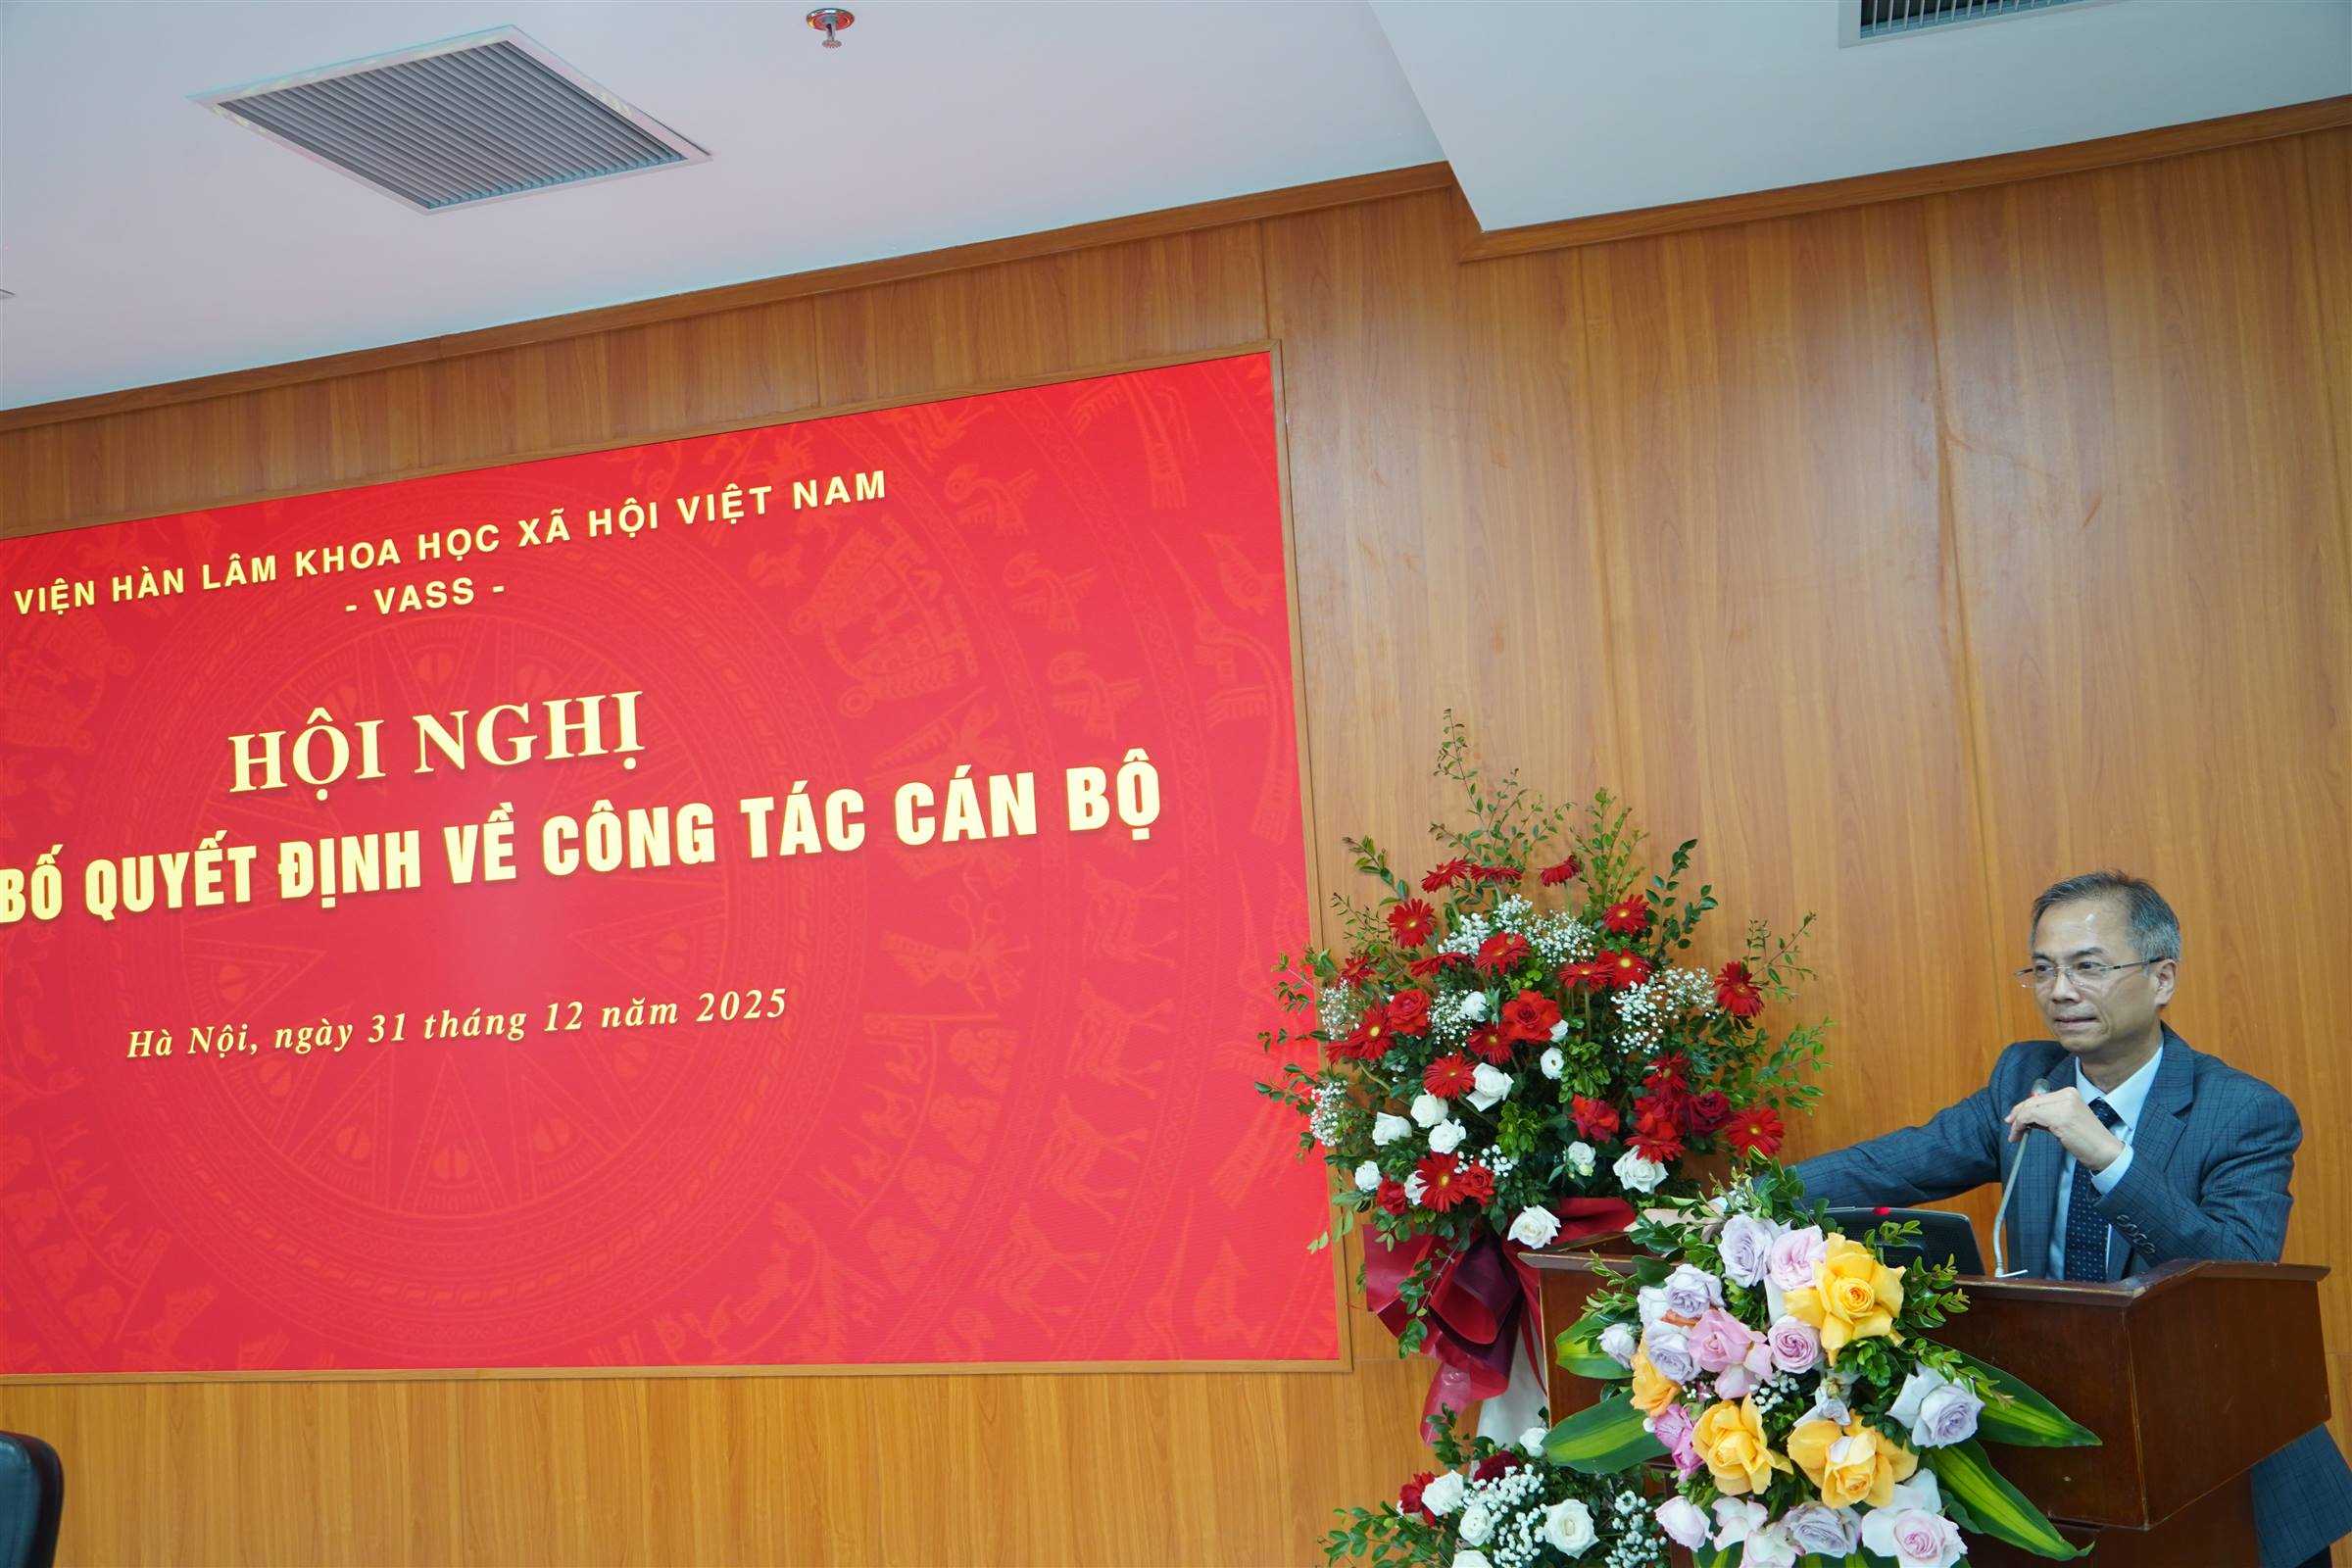 VIỆN HÀN LÂM KHOA HỌC XÃ HỘI VIỆT NAM
- VASS -
HỘI NGHỊ
BỐ QUYẾT ĐỊNH VỀ CÔNG TÁC CÁN BỘ
Hà Nội, ngày 31 tháng 12 năm 2025